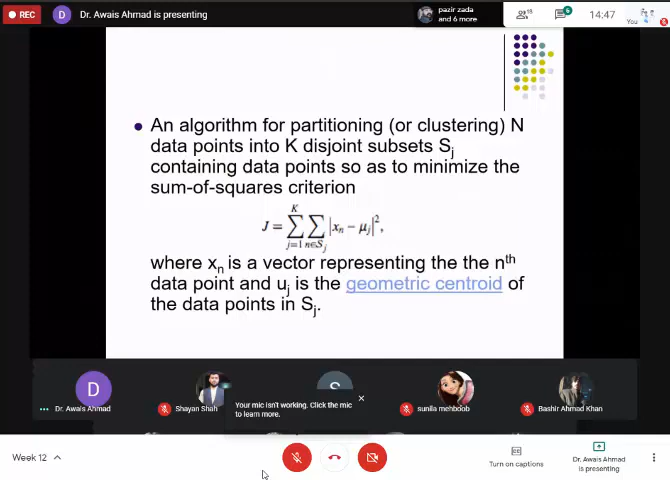 REC
D
Dr. Awais Ahmad is presenting
pazir zada
and 6 more
15
6
14:47
You
An algorithm for partitioning (or clustering) N
data points into K disjoint subsets Sj
containing data points so as to minimize the
sum-of-squares criterion
J = K∑j=1 ∑n∈Sj |xn − μj|²,
where xn is a vector representing the the nth
data point and uj is the geometric centroid of
the data points in Sj.
D
S
Dr. Awais Ahmad
Shayan Shah
Your mic isn't working. Click the mic
to learn more.
sunila mehboob
Bashir Ahmad Khan
Week 12
Turn on captions
Dr. Awais Ahmad
is presenting